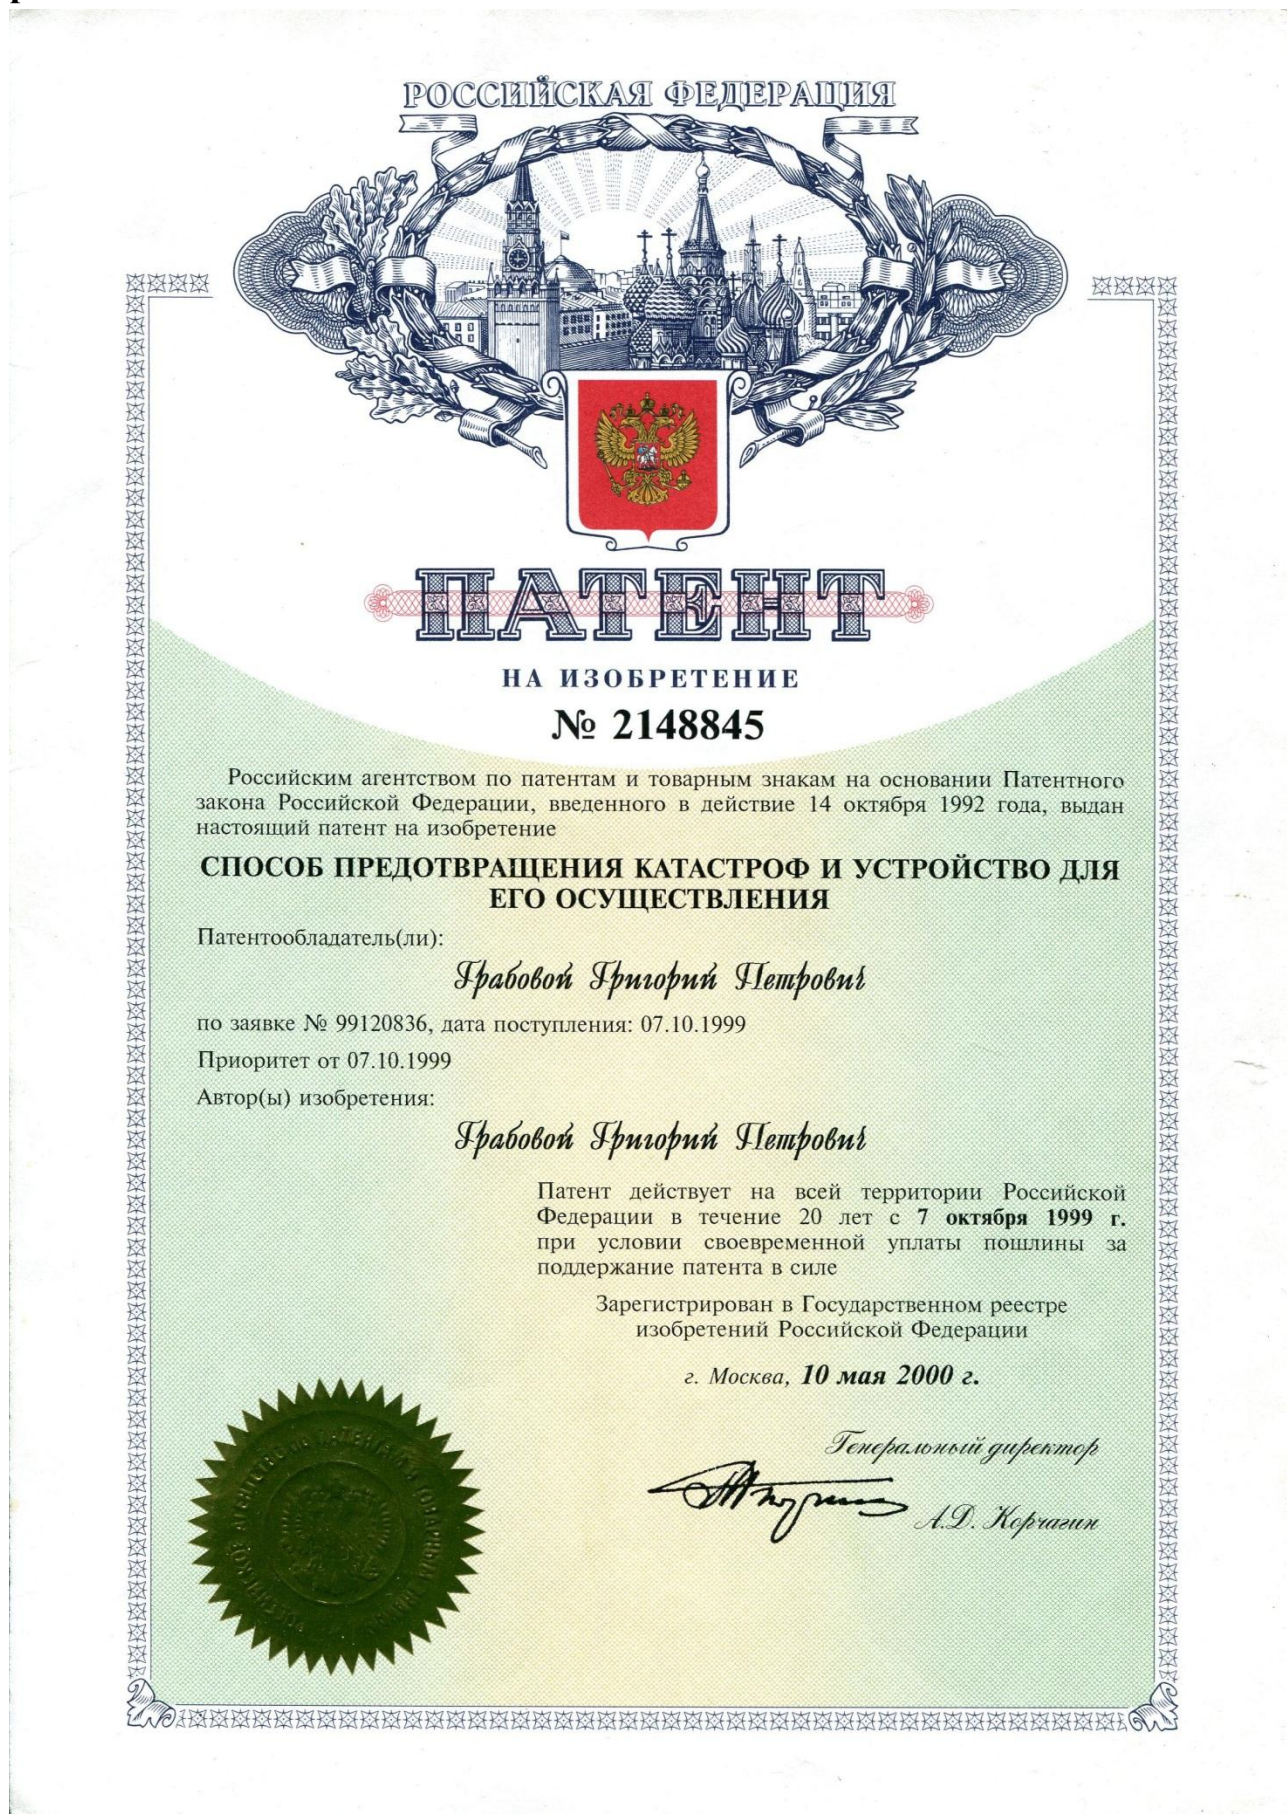 РОССИЙСКАЯ ФЕДЕРАЦИЯ
ПАТЕНТ
НА ИЗОБРЕТЕНИЕ
№ 2148845
Российским агентством по патентам и товарным знакам на основании Патентного
закона Российской Федерации, введенного в действие 14 октября 1992 года, выдан
настоящий патент на изобретение
СПОСОБ ПРЕДОТВРАЩЕНИЯ КАТАСТРОФ И УСТРОЙСТВО ДЛЯ
ЕГО ОСУЩЕСТВЛЕНИЯ
Патентообладатель(ли):
Грабовой Григорий Петрович
по заявке № 99120836, дата поступления: 07.10.1999
Приоритет от 07.10.1999
Автор(ы) изобретения:
Грабовой Григорий Петрович
Патент действует на всей территории Российской
Федерации в течение 20 лет с 7 октября 1999 г.
при условии своевременной уплаты пошлины за
поддержание патента в силе
Зарегистрирован в Государственном реестре
изобретений Российской Федерации
г. Москва, 10 мая 2000 г.
Генеральный директор
А.Д. Корчагин